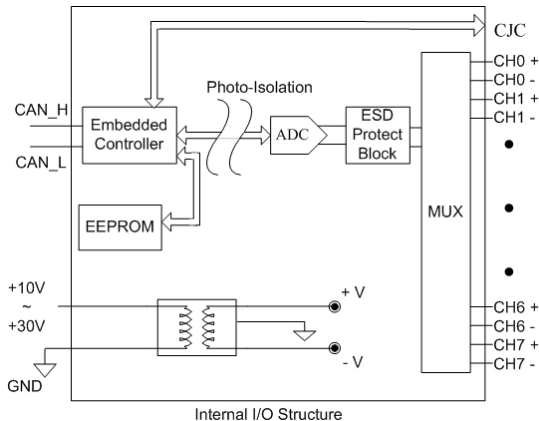 CJC
Photo-Isolation
CAN_H
CAN_L
Embedded
Controller
ADC
ESD
Protect
Block
MUX
CH0 +
CH0 -
CH1 +
CH1 -
EEPROM
+10V
~
+30V
GND
+ V
- V
CH6 +
CH6 -
CH7 +
CH7 -
Internal I/O Structure